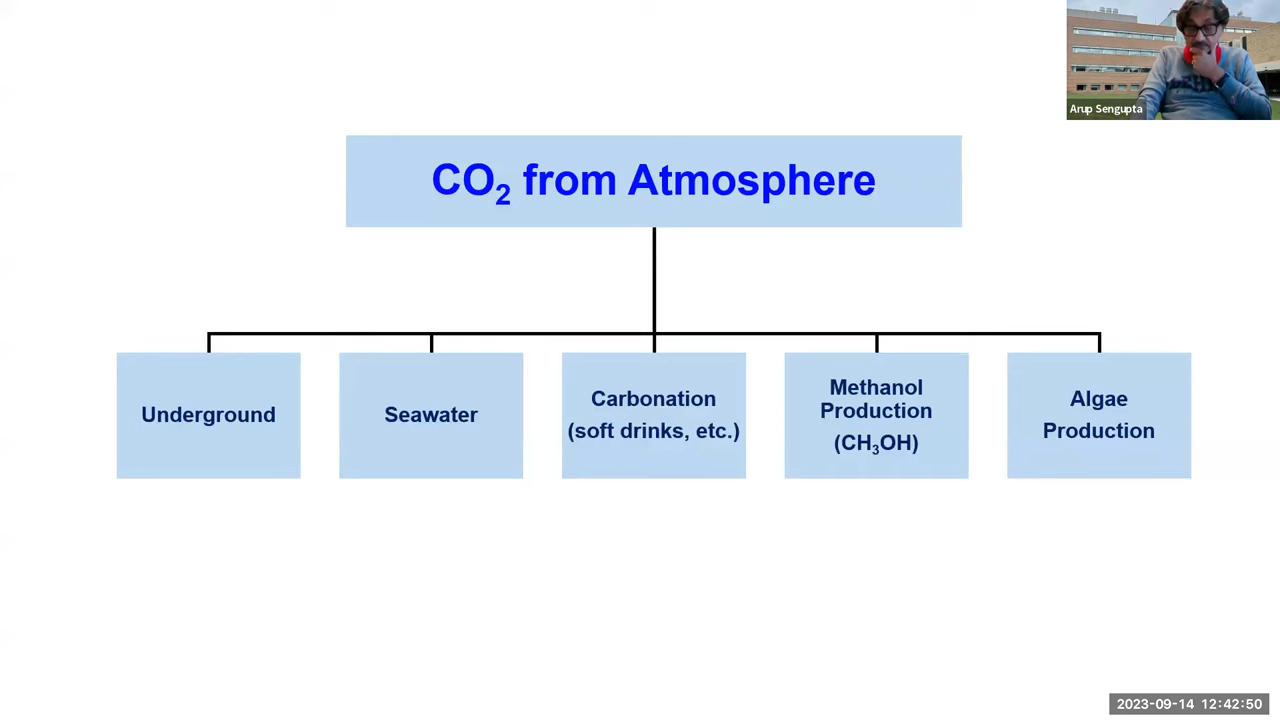 Arup Sengupta
CO₂ from Atmosphere
Underground
Seawater
Carbonation
(soft drinks, etc.)
Methanol
Production
(CH₃OH)
Algae
Production
2023-09-14 12:42:50